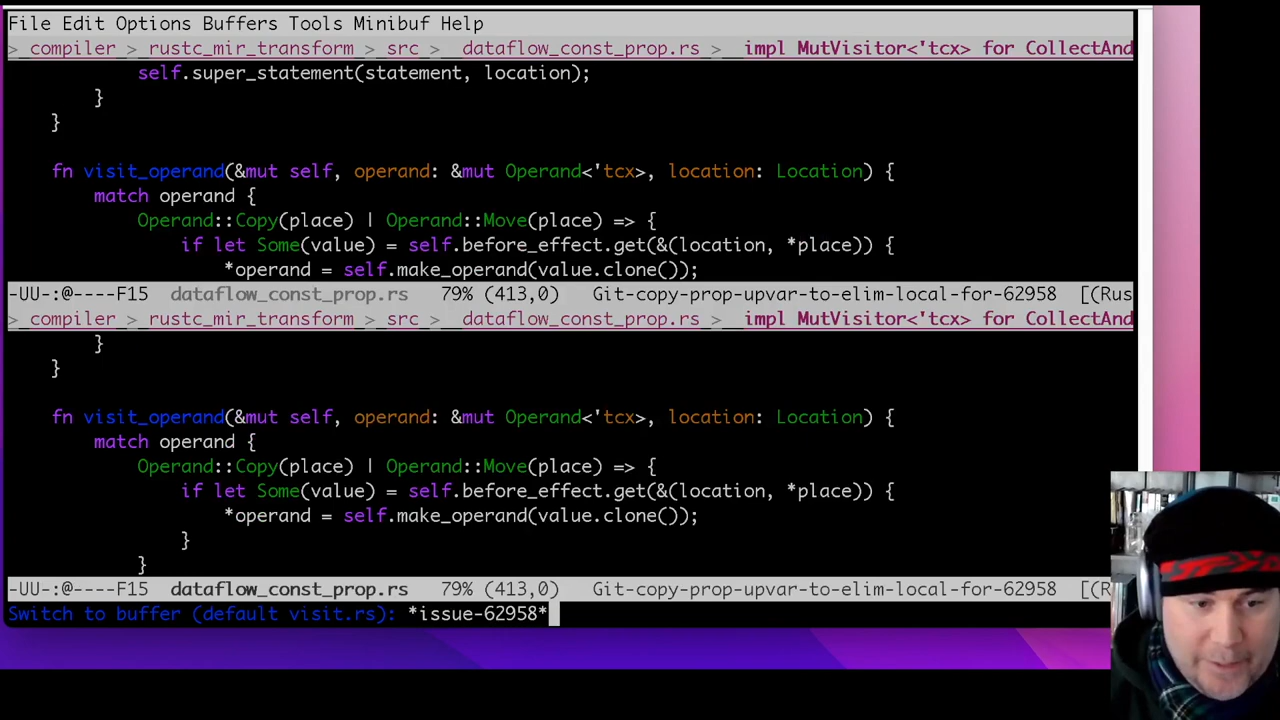 File Edit Options Buffers Tools Minibuf Help
> compiler > rustc_mir_transform > src > dataflow_const_prop.rs > impl MutVisitor<'tcx> for CollectAnd
self.super_statement(statement, location);
}
}
fn visit_operand(&mut self, operand: &mut Operand<'tcx>, location: Location) {
match operand {
Operand::Copy(place) | Operand::Move(place) => {
if let Some(value) = self.before_effect.get(&(location, *place)) {
*operand = self.make_operand(value.clone());
-UU-:@----F15 dataflow_const_prop.rs 79% (413,0) Git-copy-prop-upvar-to-elim-local-for-62958 [(Rus
> compiler > rustc_mir_transform > src > dataflow_const_prop.rs > impl MutVisitor<'tcx> for CollectAnd
}
}
fn visit_operand(&mut self, operand: &mut Operand<'tcx>, location: Location) {
match operand {
Operand::Copy(place) | Operand::Move(place) => {
if let Some(value) = self.before_effect.get(&(location, *place)) {
*operand = self.make_operand(value.clone());
}
}
-UU-:@----F15 dataflow_const_prop.rs 79% (413,0) Git-copy-prop-upvar-to-elim-local-for-62958 [(R
Switch to buffer (default visit.rs): *issue-62958*